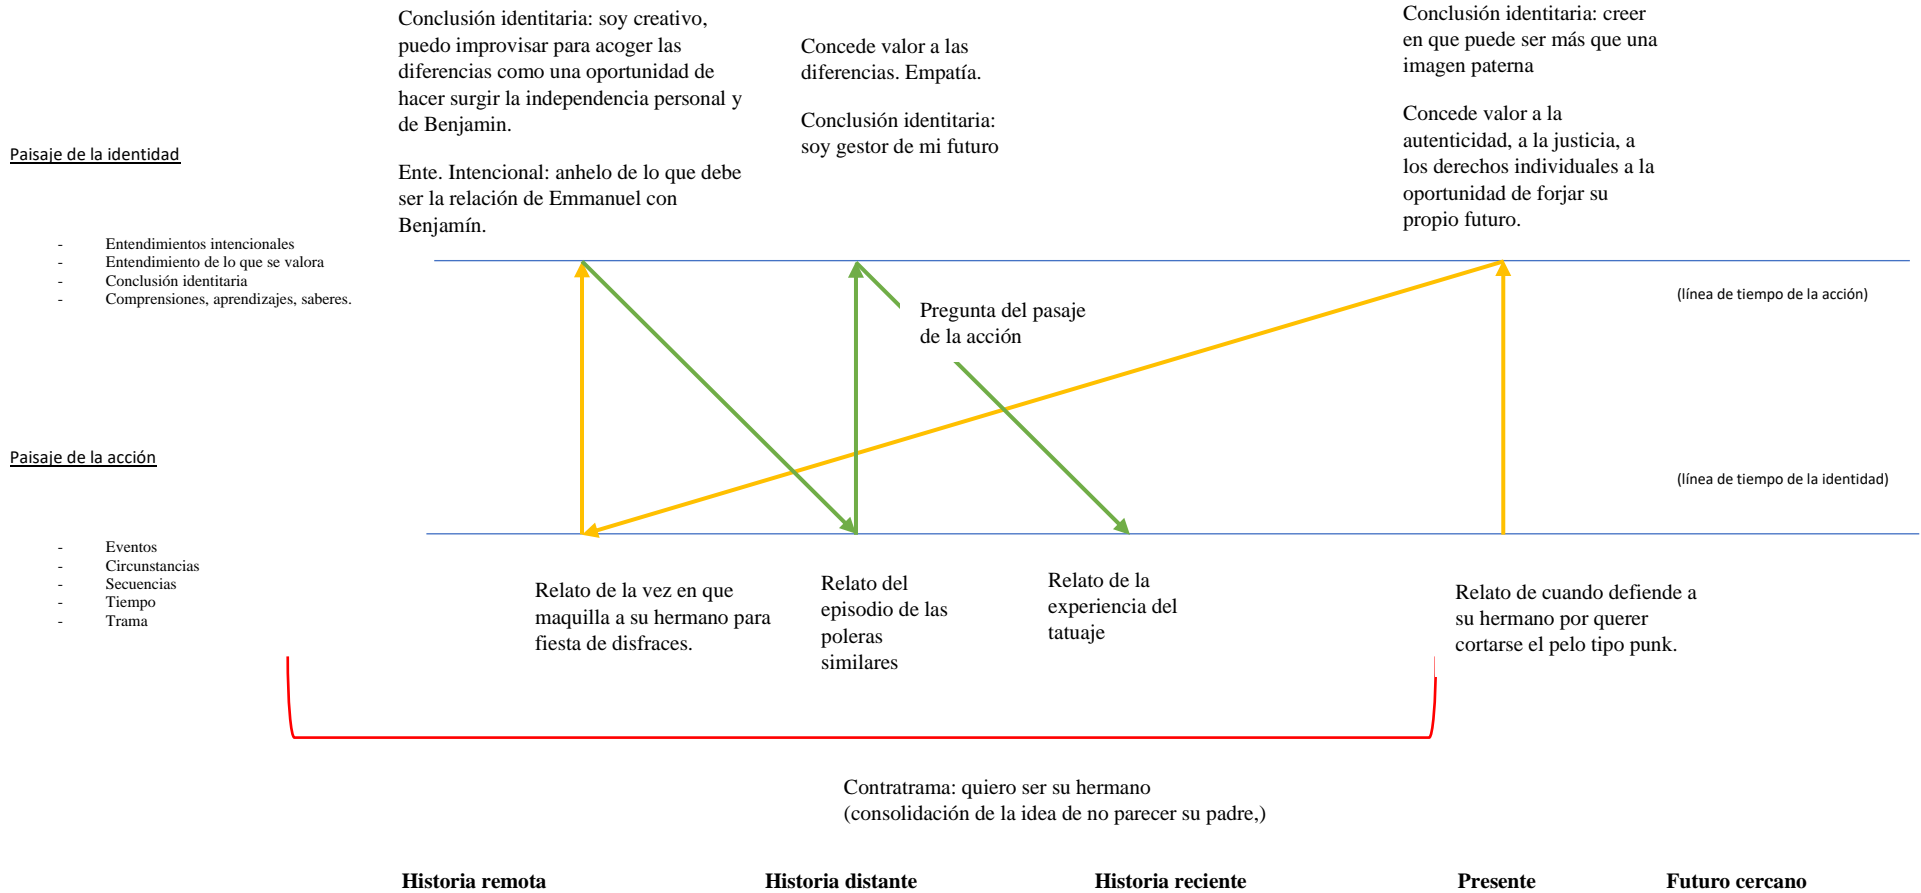 Conclusión identitaria: soy creativo,
puedo improvisar para acoger las
diferencias como una oportunidad de
hacer surgir la independencia personal y
de Benjamin.
Ente. Intencional: anhelo de lo que debe
ser la relación de Emmanuel con
Benjamín.
Concede valor a las
diferencias. Empatía.
Conclusión identitaria:
soy gestor de mi futuro
Conclusión identitaria: creer
en que puede ser más que una
imagen paterna
Concede valor a la
autenticidad, a la justicia, a
los derechos individuales a la
oportunidad de forjar su
propio futuro.
Paisaje de la identidad
- Entendimientos intencionales
- Entendimiento de lo que se valora
- Conclusión identitaria
- Comprensiones, aprendizajes, saberes.
(línea de tiempo de la acción)
Pregunta del pasaje
de la acción
Paisaje de la acción
(línea de tiempo de la identidad)
- Eventos
- Circunstancias
- Secuencias
- Tiempo
- Trama
Relato de la vez en que
maquilla a su hermano para
fiesta de disfraces.
Relato del
episodio de las
poleras
similares
Relato de la
experiencia del
tatuaje
Relato de cuando defiende a
su hermano por querer
cortarse el pelo tipo punk.
Contratrama: quiero ser su hermano
(consolidación de la idea de no parecer su padre,)
Historia remota Historia distante Historia reciente Presente Futuro cercano